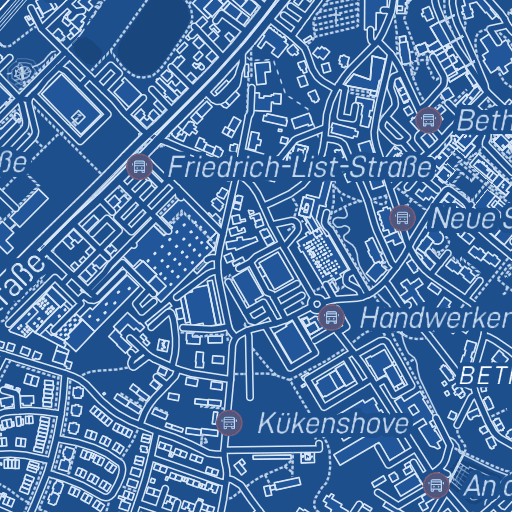 Beth
Friedrich-List-Straße
ße
Neue S
aße
Handwerker
BETH
Kükenshove
An d